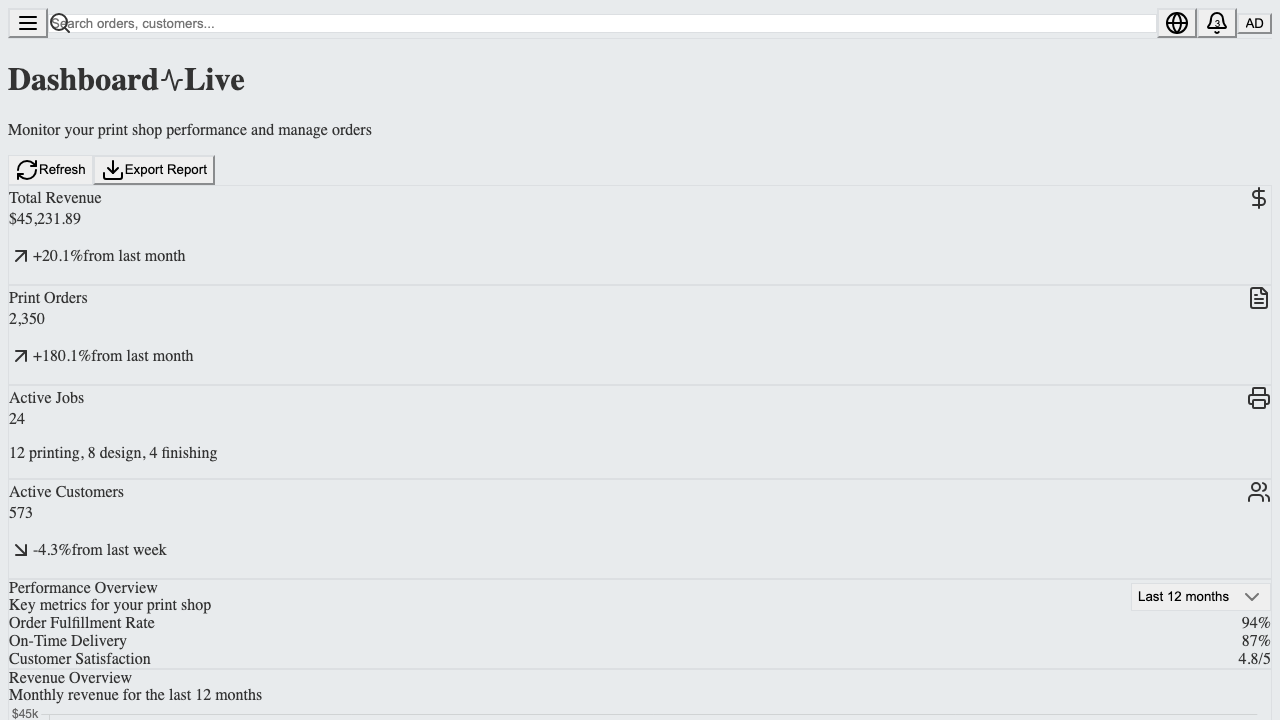 Search orders, customers...
3
AD
Dashboard Live
Monitor your print shop performance and manage orders
Refresh Export Report
Total Revenue
$45,231.89
+20.1%from last month
Print Orders
2,350
+180.1%from last month
Active Jobs
24
12 printing, 8 design, 4 finishing
Active Customers
573
-4.3%from last week
Performance Overview
Key metrics for your print shop
Last 12 months
Order Fulfillment Rate 94%
On-Time Delivery 87%
Customer Satisfaction 4.8/5
Revenue Overview
Monthly revenue for the last 12 months
$45k